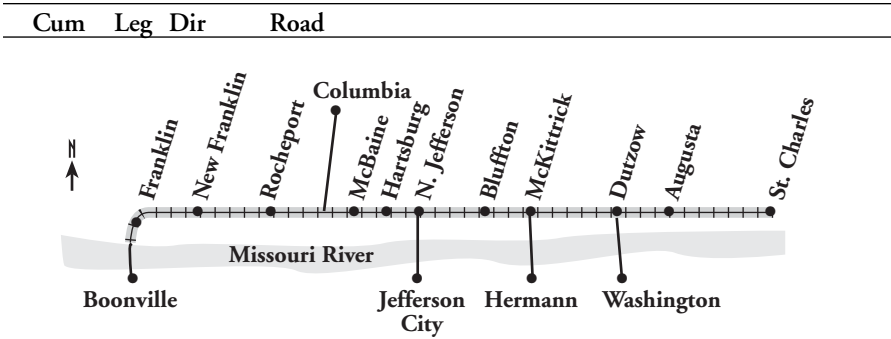 Cum Leg Dir Road
Columbia
Franklin
New Franklin
Rocheport
McBaine
Hartsburg
N. Jefferson
Bluffton
McKittrick
Dutzow
Augusta
St. Charles
N
Missouri River
Boonville
Jefferson
City
Hermann
Washington